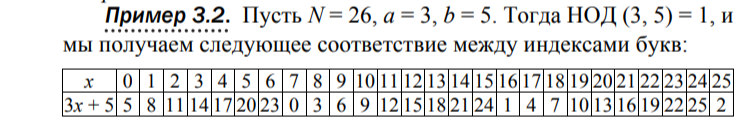 Пример 3.2. Пусть N = 26, a = 3, b = 5. Тогда НОД (3, 5) = 1, и
мы получаем следующее соответствие между индексами букв:
x 0 1 2 3 4 5 6 7 8 9 10 11 12 13 14 15 16 17 18 19 20 21 22 23 24 25
3x + 5 5 8 11 14 17 20 23 0 3 6 9 12 15 18 21 24 1 4 7 10 13 16 19 22 25 2